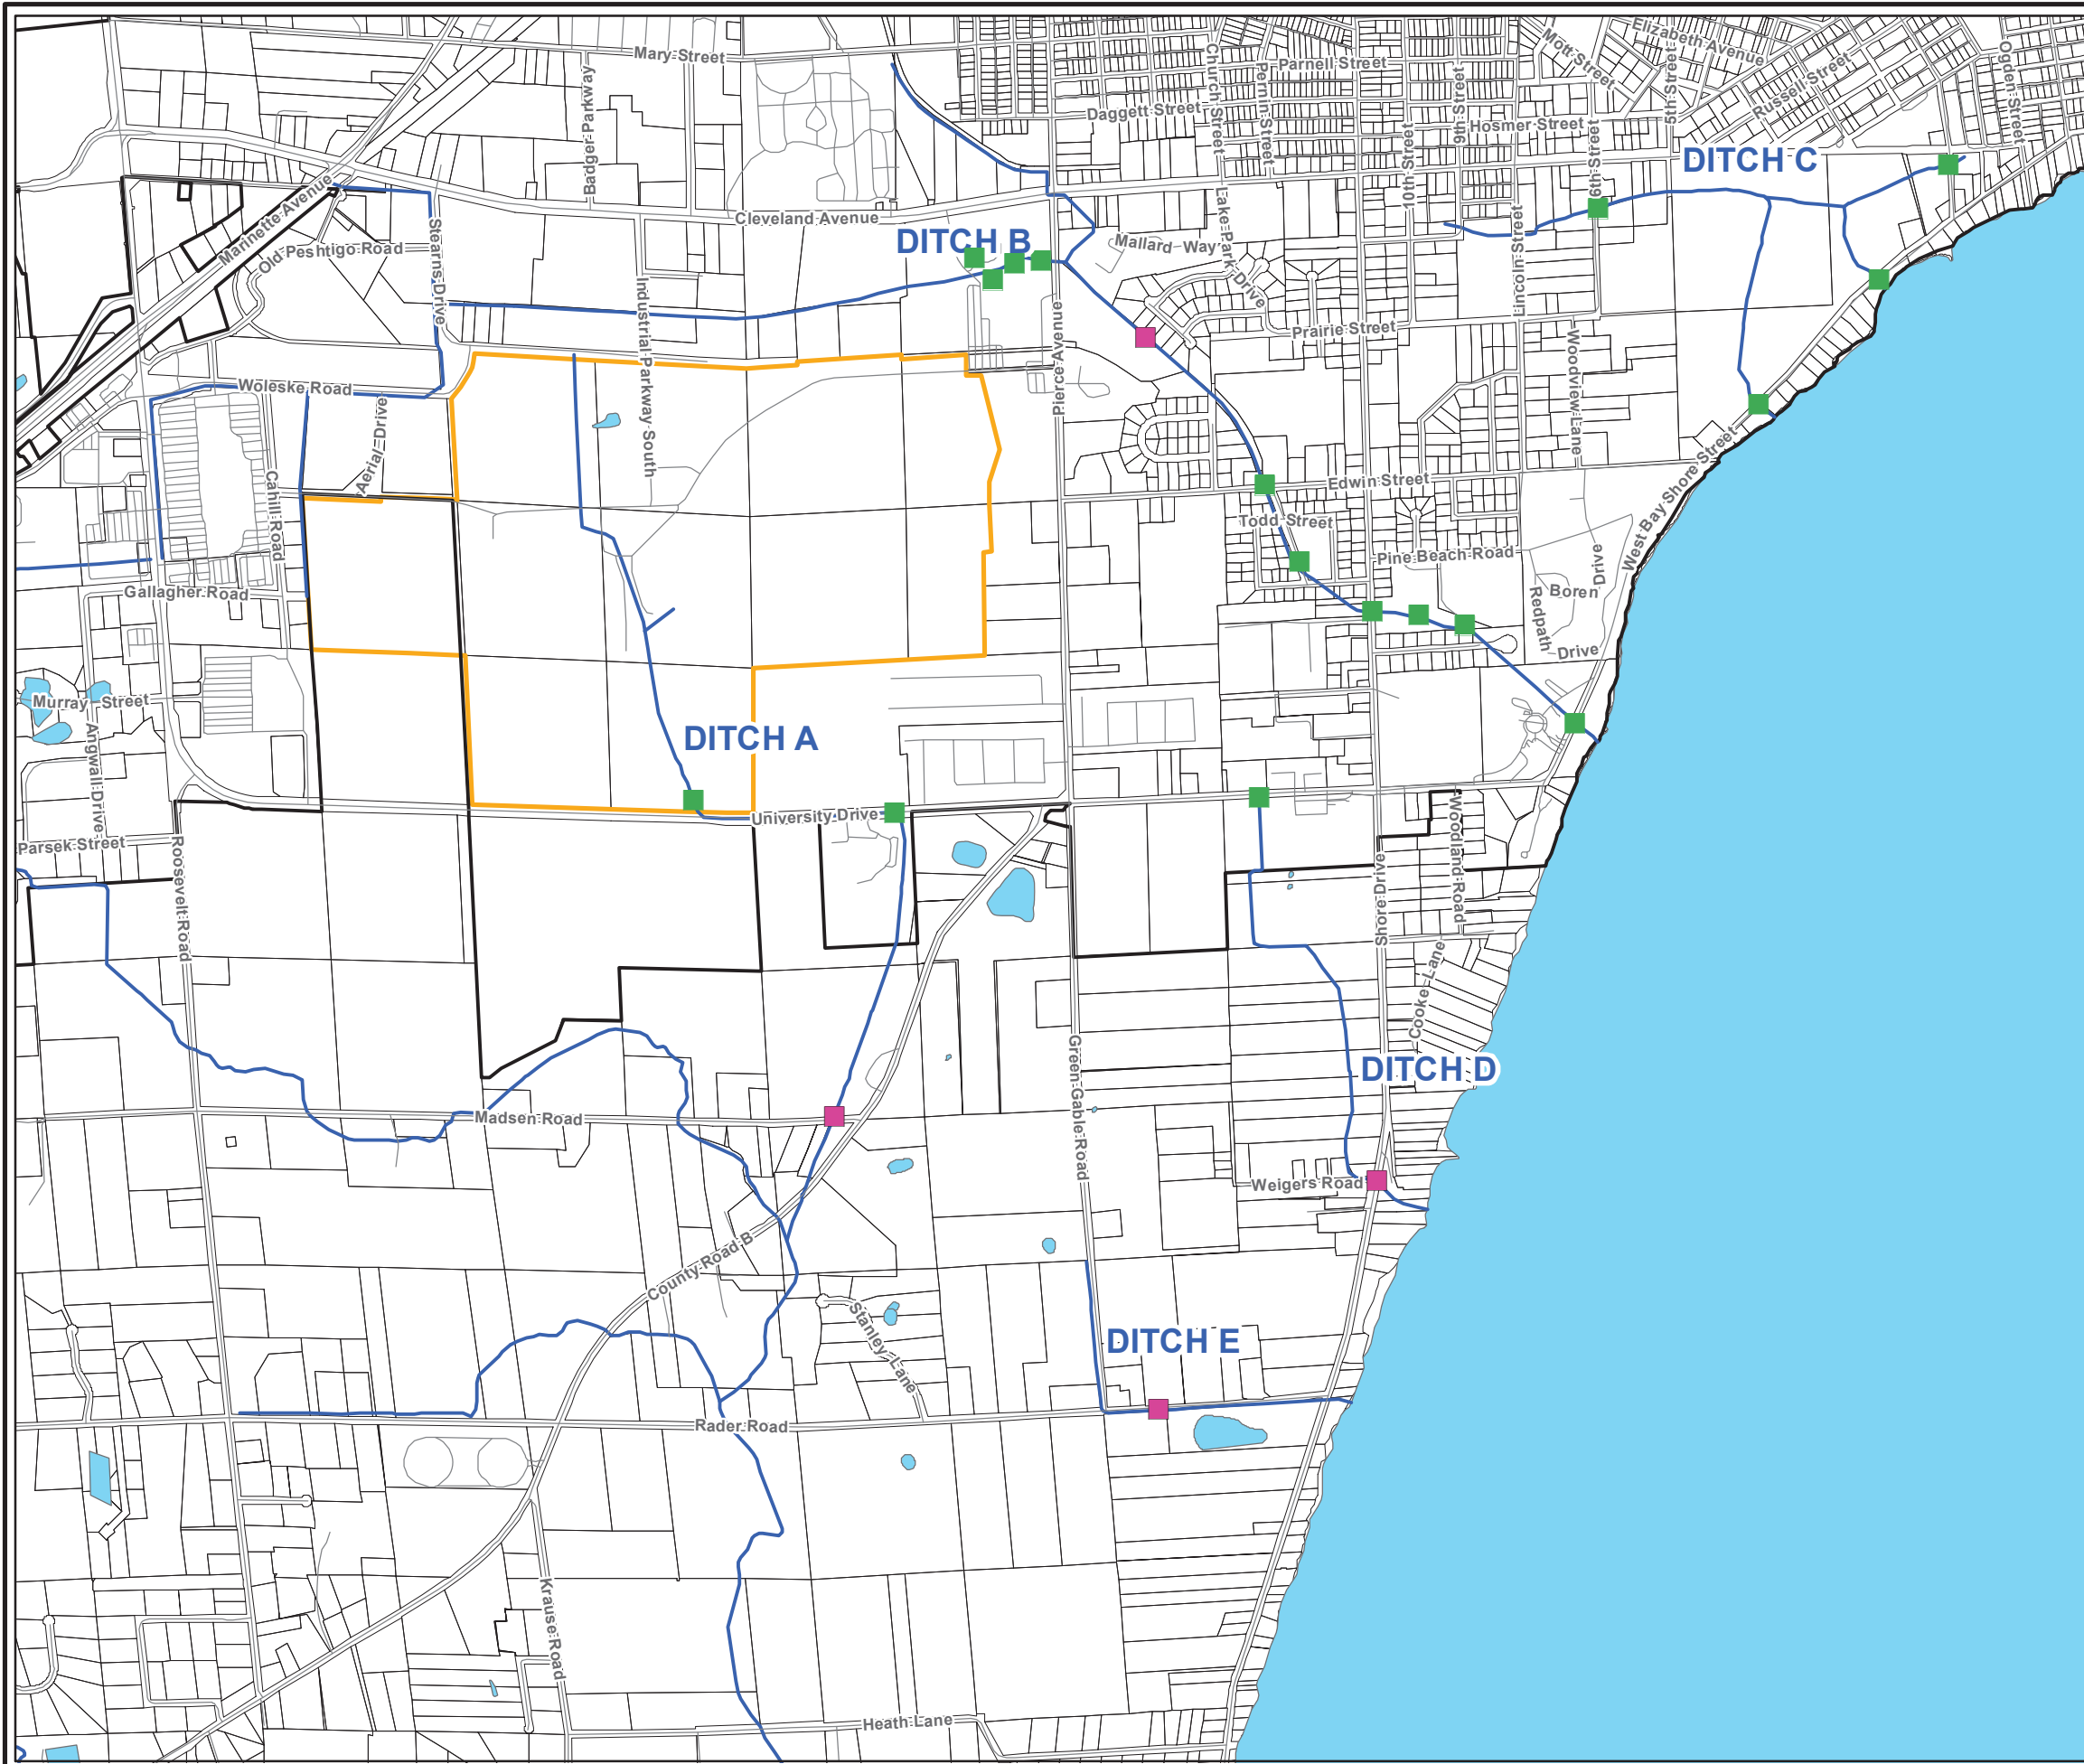 Mary Street
Badger Parkway
Church Street
Pernin Street
Parnell Street
Daggett Street
10th Street
9th Street
Hosmer Street
Mott Street
Elizabeth Avenue
5th Street
Russell Street
Ogden Street
6th Street
DITCH C
Marinette Avenue
Old Peshtigo Road
Stearns Drive
Cleveland Avenue
DITCH B
Mallard Way
Lake Park Drive
Lincoln Street
Prairie Street
Industrial Parkway South
Pierce Avenue
Woodview Lane
Woleske Road
Aerial Drive
Cahill Road
Edwin Street
Todd Street
Pine Beach Road
West Bay Shore Street
Gallagher Road
Boren
Drive
Redpath
Drive
Murray Street
Angwall Drive
DITCH A
University Drive
Parsek Street
Roosevelt Road
Shore Drive
Woodland Road
Cooke Lane
Green Gable Road
DITCH D
Madsen Road
Weigers Road
County Road B
Stanley Lane
DITCH E
Rader Road
Krause Road
Heath Lane